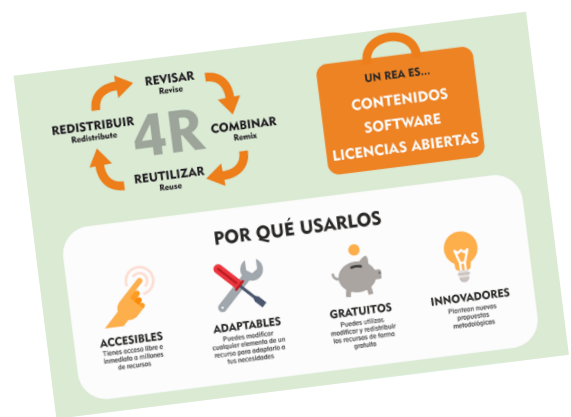 REVISAR
Revise
REDISTRIBUIR
Redistribute
4R
COMBINAR
Remix
REUTILIZAR
Reuse
UN REA ES...
CONTENIDOS
SOFTWARE
LICENCIAS ABIERTAS
POR QUÉ USARLOS
ACCESIBLES
Tienes acceso libre e
inmediato a millones
de recursos
ADAPTABLES
Puedes modificar
cualquier elemento de un
recurso para adaptarlo a
tus necesidades
GRATUITOS
Puedes utilizar,
modificar y redistribuir
los recursos de forma
gratuita
INNOVADORES
Plantean nuevas
propuestas
metodológicas